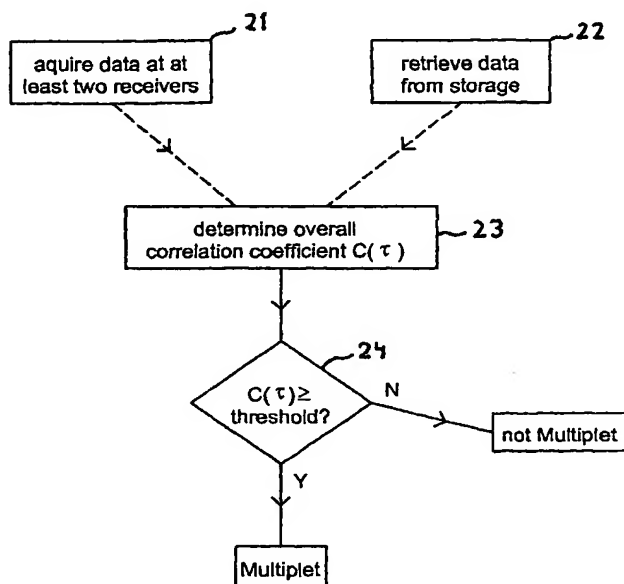 21
aquire data at at
least two receivers
22
retrieve data
from storage
determine overall
correlation coefficient C(τ)
23
24
C(τ)≥
threshold?
N
not Multiplet
Y
Multiplet